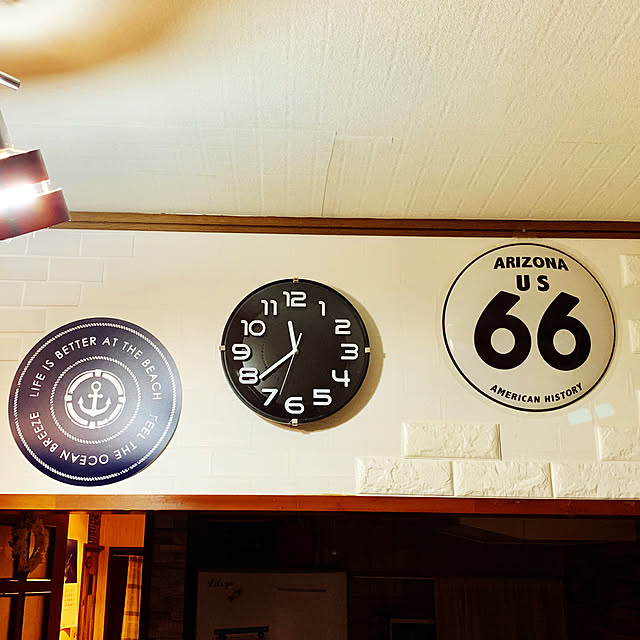 LIFE IS BETTER AT THE BEACH
FEEL THE OCEAN BREEZE
12
1
2
3
4
5
6
7
8
9
10
11
ARIZONA
US
66
AMERICAN HISTORY